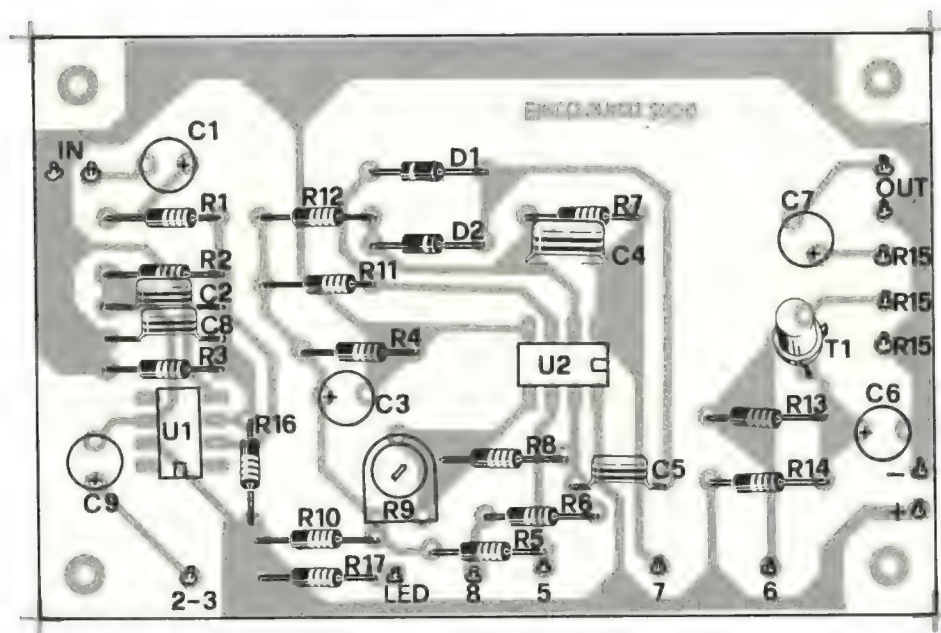 C1
IN
D1
R1
R12
R7
C7
OUT
D2
C4
R2
R11
R15
C2
C8
R15
R4
T1
R15
R3
U2
C3
C6
U1
R16
R13
R8
C5
R14
-
C9
R9
R6
+
R10
R5
R17
LED
8
5
7
6
2-3